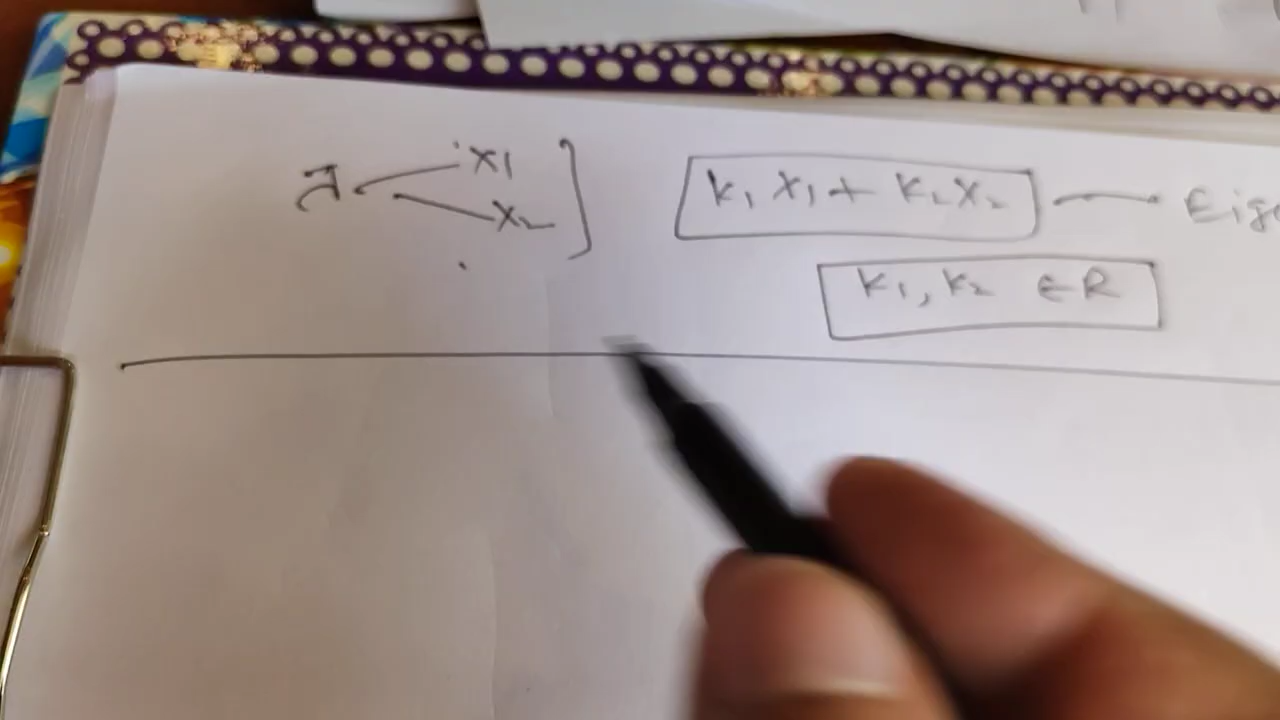 λ x1 k1 x1 + k2 x2
x2
k1, k2 ∈ R